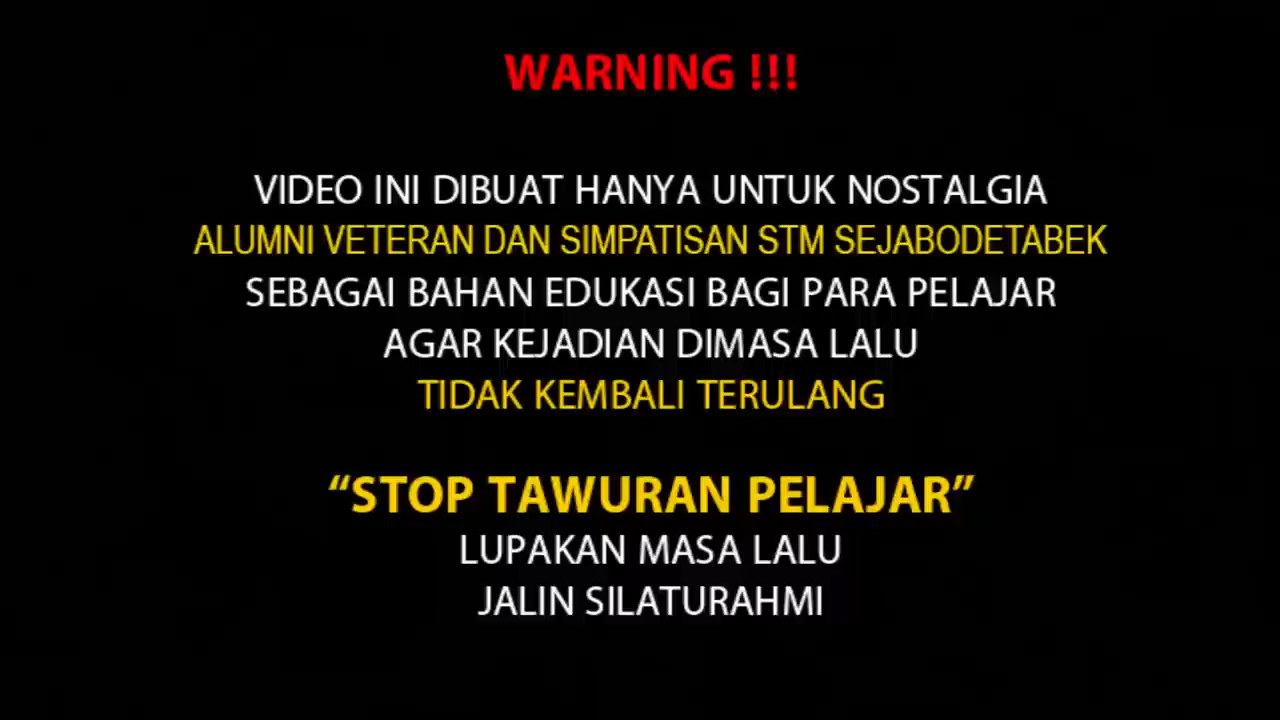 WARNING !!!
VIDEO INI DIBUAT HANYA UNTUK NOSTALGIA
ALUMNI VETERAN DAN SIMPATISAN STM SEJABODETABEK
SEBAGAI BAHAN EDUKASI BAGI PARA PELAJAR
AGAR KEJADIAN DIMASA LALU
TIDAK KEMBALI TERULANG
“STOP TAWURAN PELAJAR”
LUPAKAN MASA LALU
JALIN SILATURAHMI